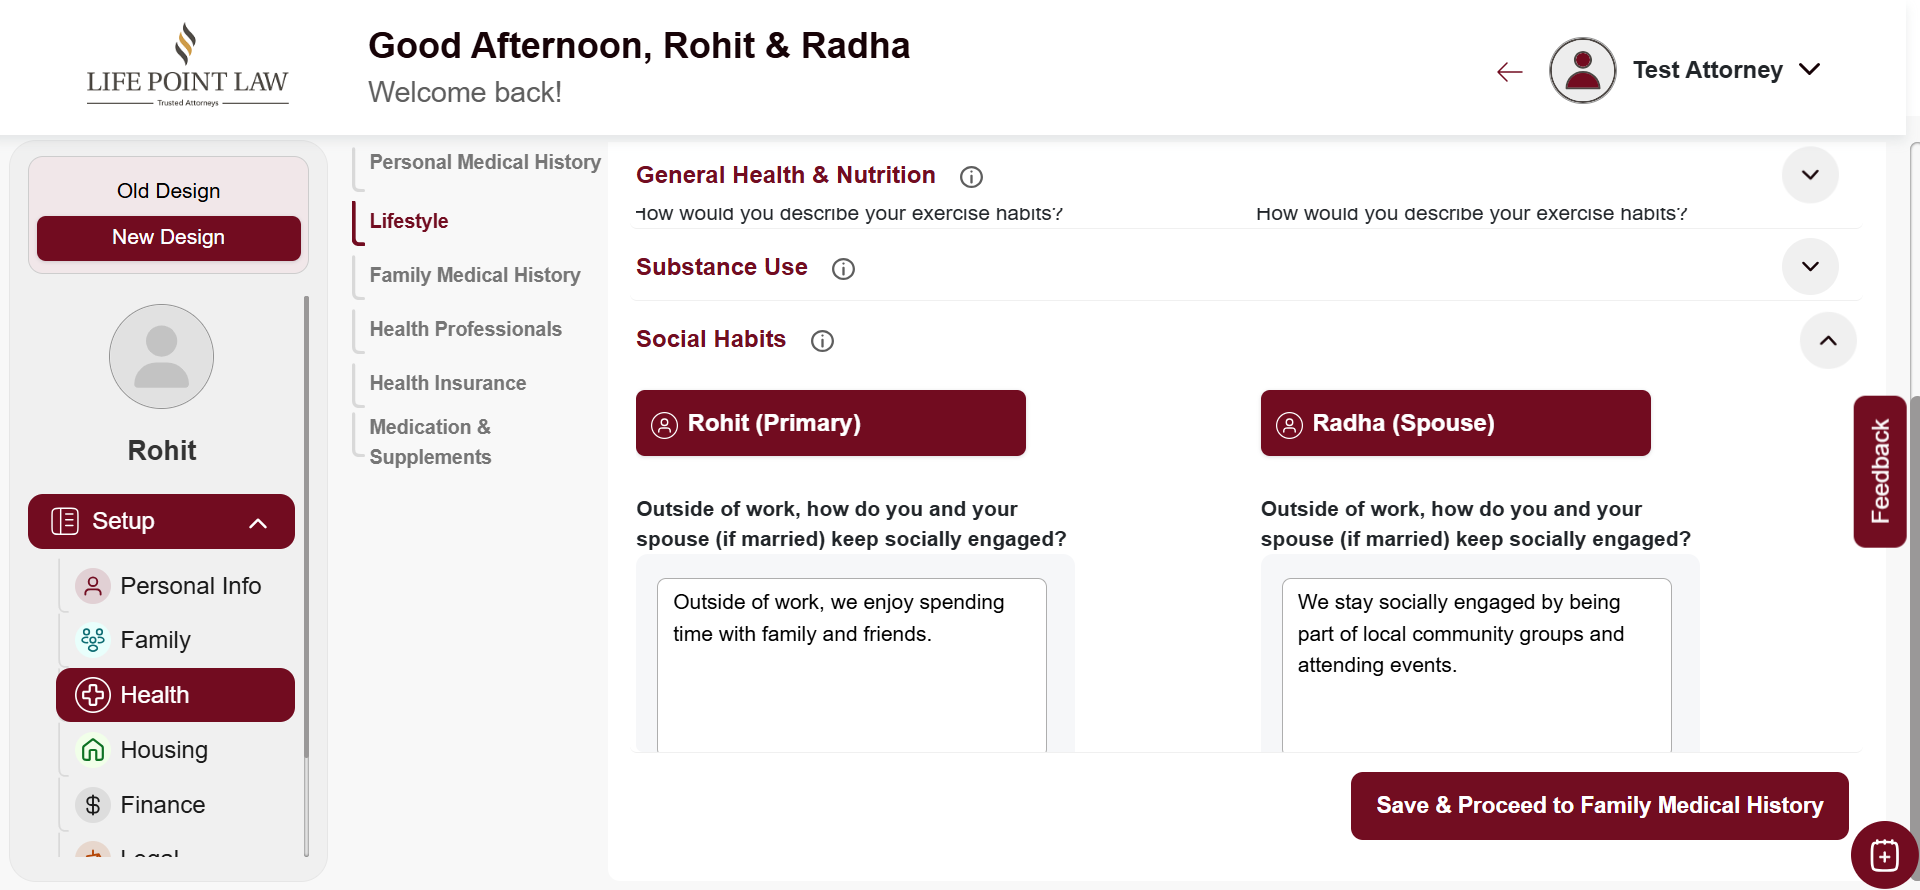 LIFE POINT LAW
Trusted Attorneys
Good Afternoon, Rohit & Radha
Welcome back!
Test Attorney
Old Design
New Design
Rohit
Setup
Personal Info
Family
Health
Housing
Finance
Legal
Personal Medical History
Lifestyle
Family Medical History
Health Professionals
Health Insurance
Medication &
Supplements
General Health & Nutrition
How would you describe your exercise habits?
How would you describe your exercise habits?
Substance Use
Social Habits
Rohit (Primary)
Outside of work, how do you and your
spouse (if married) keep socially engaged?
Outside of work, we enjoy spending
time with family and friends.
Radha (Spouse)
Outside of work, how do you and your
spouse (if married) keep socially engaged?
We stay socially engaged by being
part of local community groups and
attending events.
Save & Proceed to Family Medical History
Feedback